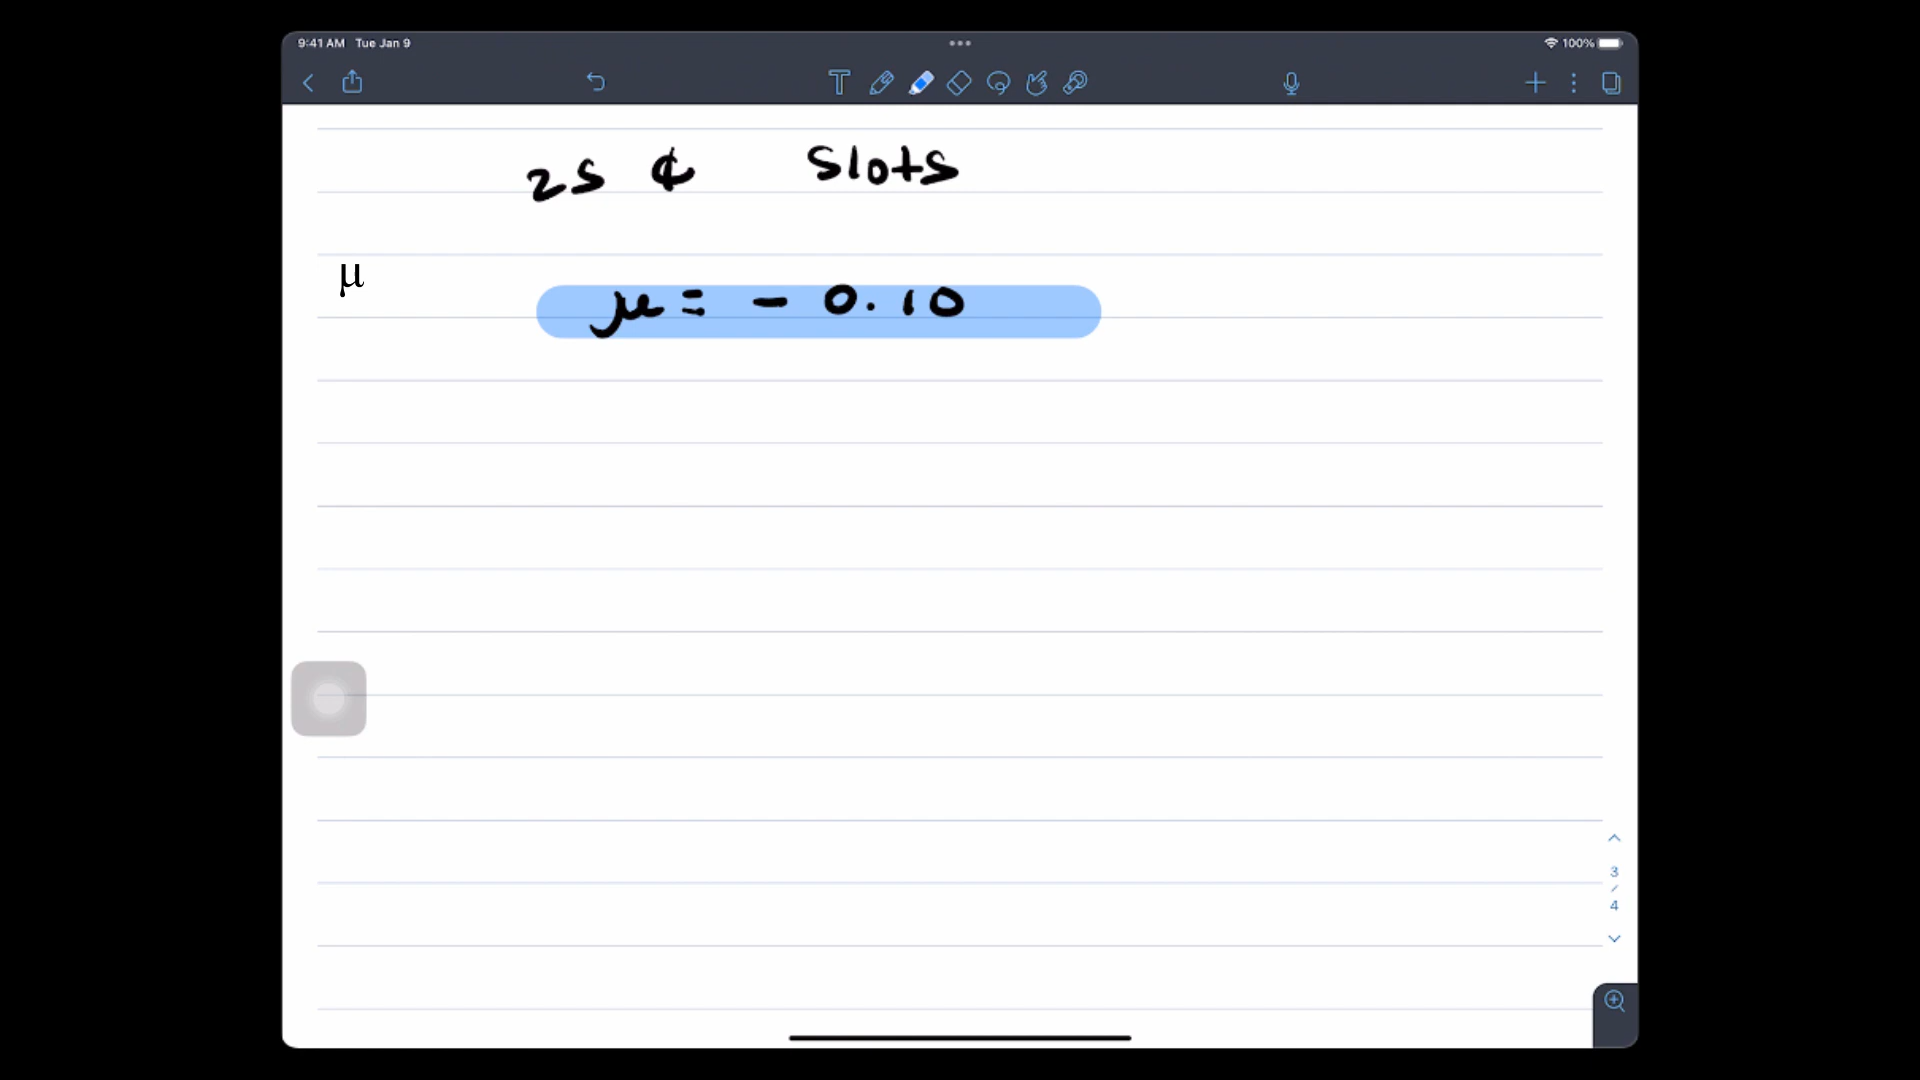 9:41 AM Tue Jan 9
100%
25 ¢ Slots
μ
μ = - 0.10
3
/
4